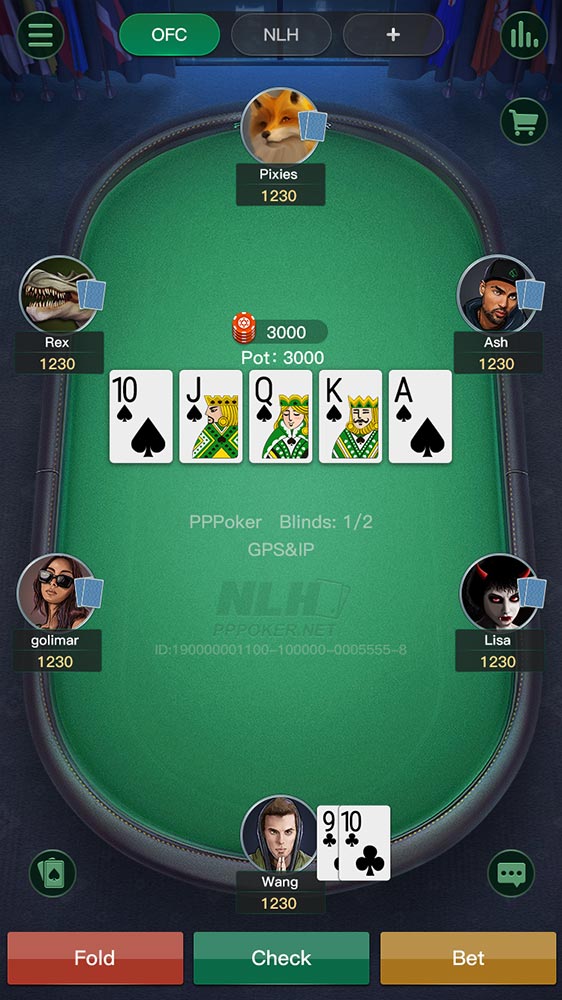 OFC NLH +
Pixies
1230
Rex
1230
Ash
1230
3000
Pot: 3000
10 J Q K A
PPPoker Blinds: 1/2
GPS&IP
NLH
PPPOKER.NET
ID:190000001100-100000-0005555-8
golimar
1230
Lisa
1230
9 10
Wang
1230
Fold Check Bet